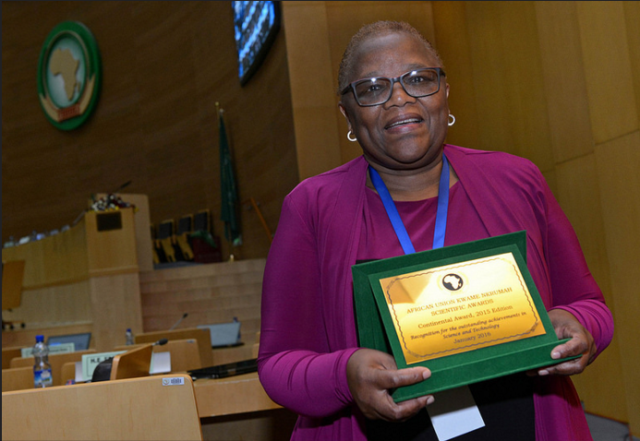 AFRICAN UNION KWAME NKRUMAH
SCIENTIFIC AWARDS
Continental Award, 2015 Edition
Recognition for the outstanding achievements in
Science and Technology
January 2016